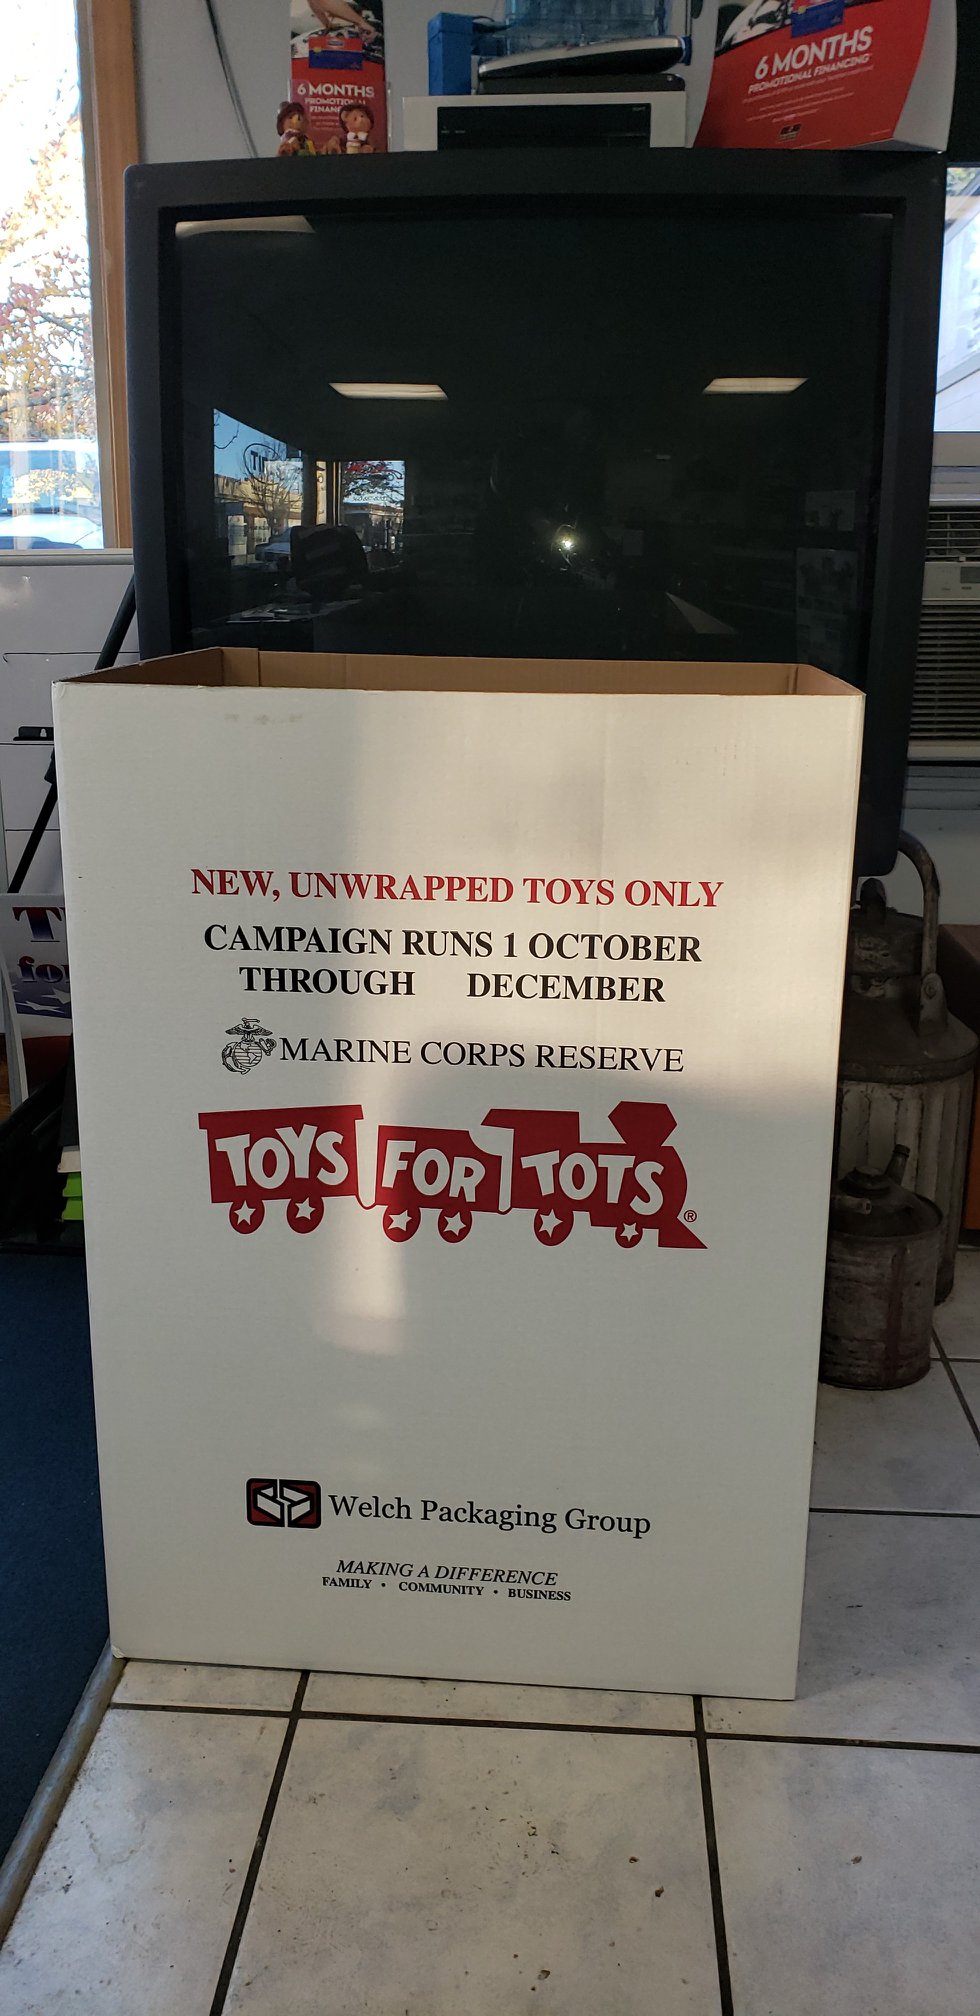 6 MONTHS
PROMOTIONAL
6 MONTHS
PROMOTIONAL FINANCING
NEW, UNWRAPPED TOYS ONLY
CAMPAIGN RUNS 1 OCTOBER
THROUGH DECEMBER
MARINE CORPS RESERVE
TOYS FOR TOTS ®
Welch Packaging Group
MAKING A DIFFERENCE
FAMILY • COMMUNITY • BUSINESS